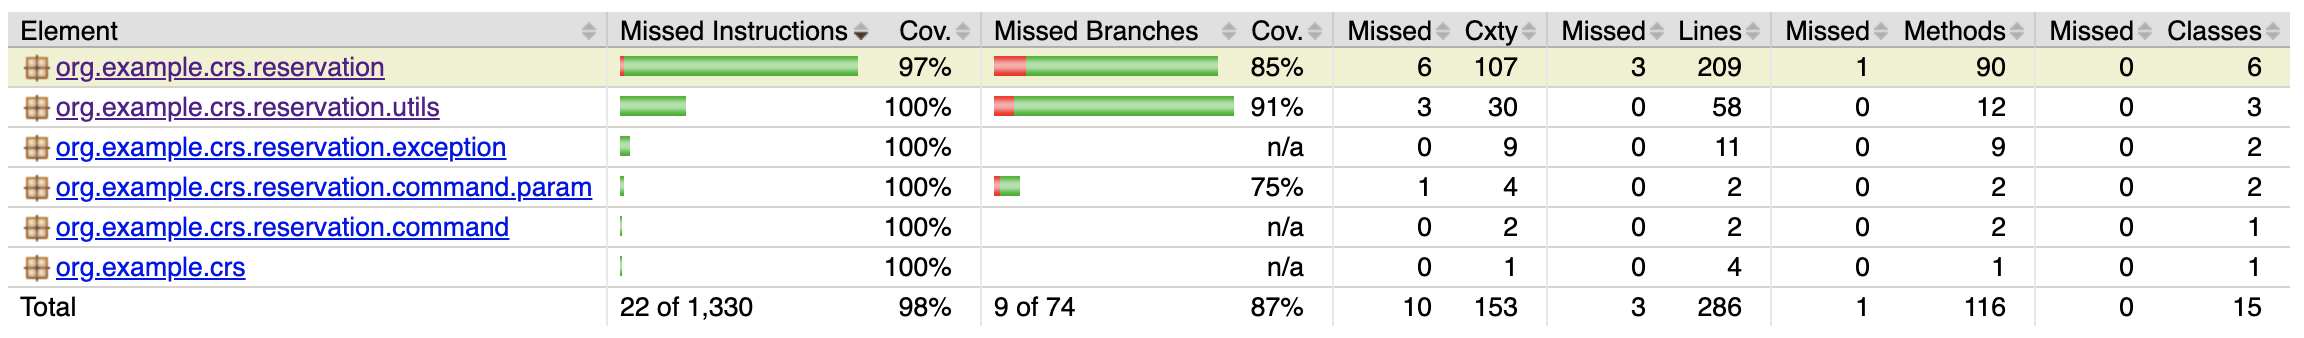 Element Missed Instructions Cov. Missed Branches Cov. Missed Cxty Missed Lines Missed Methods Missed Classes
org.example.crs.reservation 97% 85% 6 107 3 209 1 90 0 6
org.example.crs.reservation.utils 100% 91% 3 30 0 58 0 12 0 3
org.example.crs.reservation.exception 100% n/a 0 9 0 11 0 9 0 2
org.example.crs.reservation.command.param 100% 75% 1 4 0 2 0 2 0 2
org.example.crs.reservation.command 100% n/a 0 2 0 2 0 2 0 1
org.example.crs 100% n/a 0 1 0 4 0 1 0 1
Total 22 of 1,330 98% 9 of 74 87% 10 153 3 286 1 116 0 15